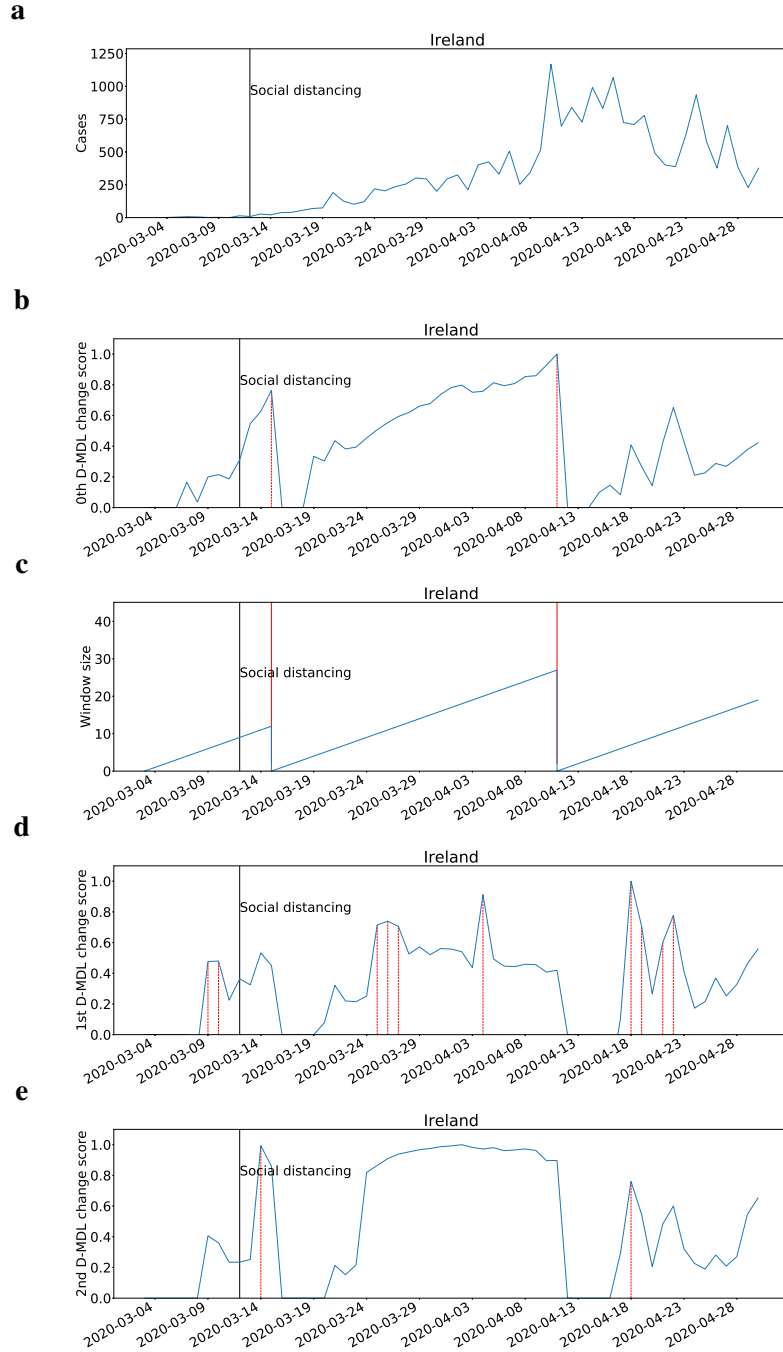 a
Ireland
1250
1000
750
500
250
0
Cases
Social distancing
2020-03-04 2020-03-09 2020-03-14 2020-03-19 2020-03-24 2020-03-29 2020-04-03 2020-04-08 2020-04-13 2020-04-18 2020-04-23 2020-04-28
b
Ireland
1.0
0.8
0.6
0.4
0.2
0.0
0th D-MDL change score
Social distancing
2020-03-04 2020-03-09 2020-03-14 2020-03-19 2020-03-24 2020-03-29 2020-04-03 2020-04-08 2020-04-13 2020-04-18 2020-04-23 2020-04-28
c
Ireland
40
30
20
10
0
Window size
Social distancing
2020-03-04 2020-03-09 2020-03-14 2020-03-19 2020-03-24 2020-03-29 2020-04-03 2020-04-08 2020-04-13 2020-04-18 2020-04-23 2020-04-28
d
Ireland
1.0
0.8
0.6
0.4
0.2
0.0
1st D-MDL change score
Social distancing
2020-03-04 2020-03-09 2020-03-14 2020-03-19 2020-03-24 2020-03-29 2020-04-03 2020-04-08 2020-04-13 2020-04-18 2020-04-23 2020-04-28
e
Ireland
1.0
0.8
0.6
0.4
0.2
0.0
2nd D-MDL change score
Social distancing
2020-03-04 2020-03-09 2020-03-14 2020-03-19 2020-03-24 2020-03-29 2020-04-03 2020-04-08 2020-04-13 2020-04-18 2020-04-23 2020-04-28